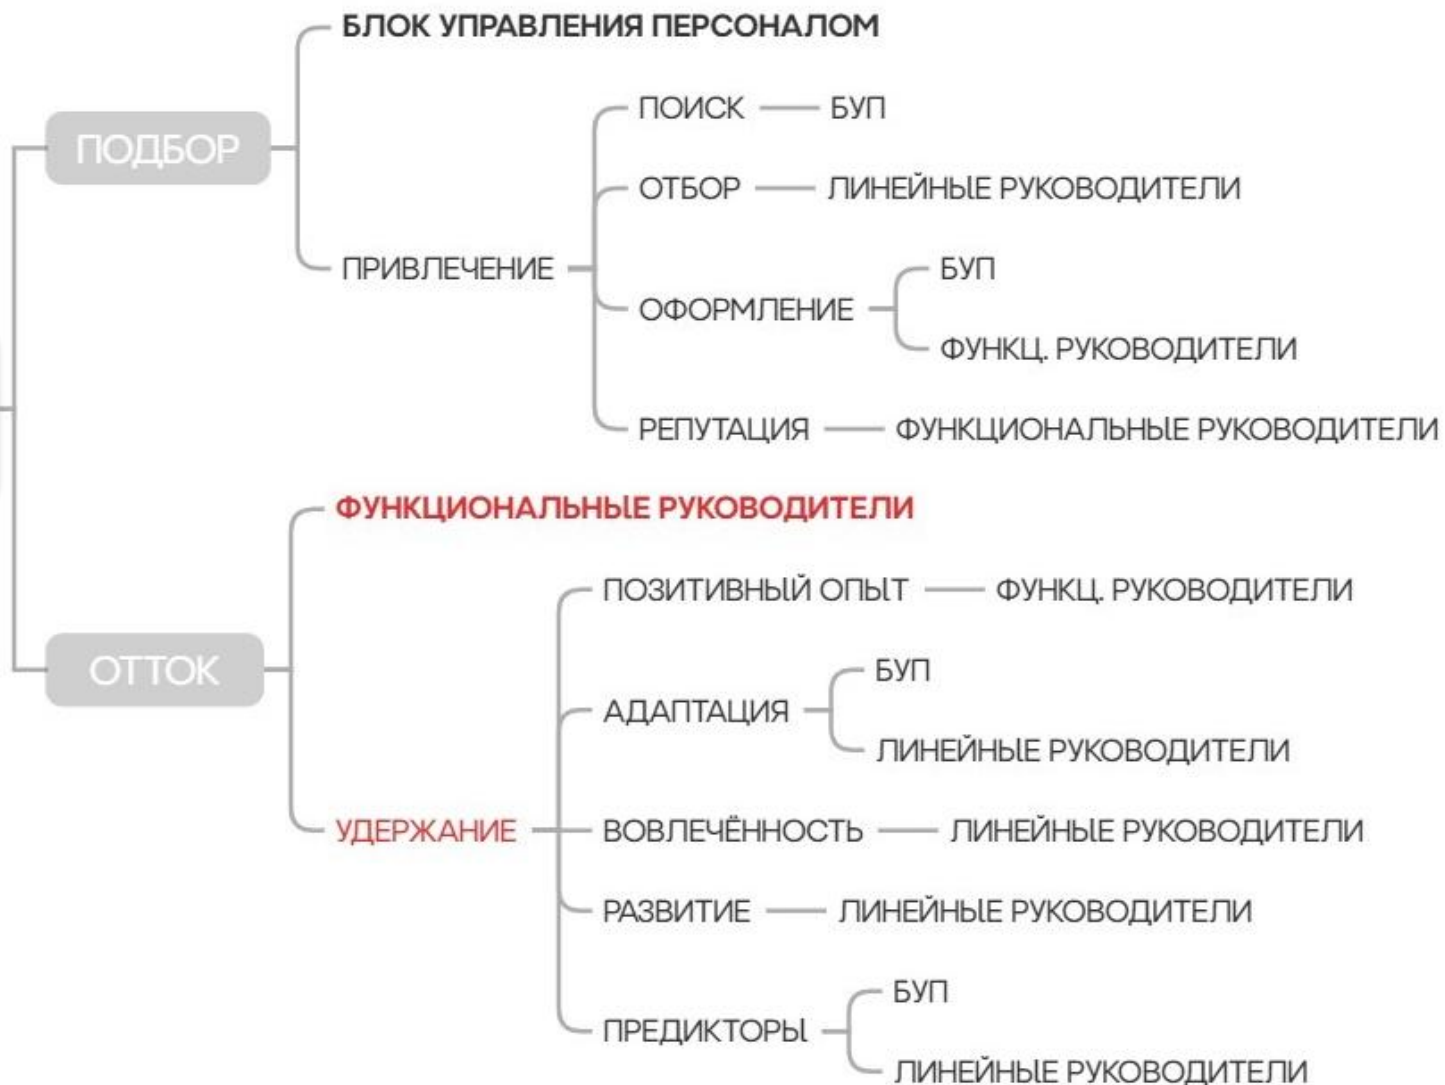 БЛОК УПРАВЛЕНИЯ ПЕРСОНАЛОМ
ПОИСК
БУП
ПОДБОР
ОТБОР
ЛИНЕЙНЫЕ РУКОВОДИТЕЛИ
ПРИВЛЕЧЕНИЕ
БУП
ОФОРМЛЕНИЕ
ФУНКЦ. РУКОВОДИТЕЛИ
РЕПУТАЦИЯ
ФУНКЦИОНАЛЬНЫЕ РУКОВОДИТЕЛИ
ФУНКЦИОНАЛЬНЫЕ РУКОВОДИТЕЛИ
ПОЗИТИВНЫЙ ОПЫТ
ФУНКЦ. РУКОВОДИТЕЛИ
ОТТОК
БУП
АДАПТАЦИЯ
ЛИНЕЙНЫЕ РУКОВОДИТЕЛИ
УДЕРЖАНИЕ
ВОВЛЕЧЁННОСТЬ
ЛИНЕЙНЫЕ РУКОВОДИТЕЛИ
РАЗВИТИЕ
ЛИНЕЙНЫЕ РУКОВОДИТЕЛИ
БУП
ПРЕДИКТОРЫ
ЛИНЕЙНЫЕ РУКОВОДИТЕЛИ